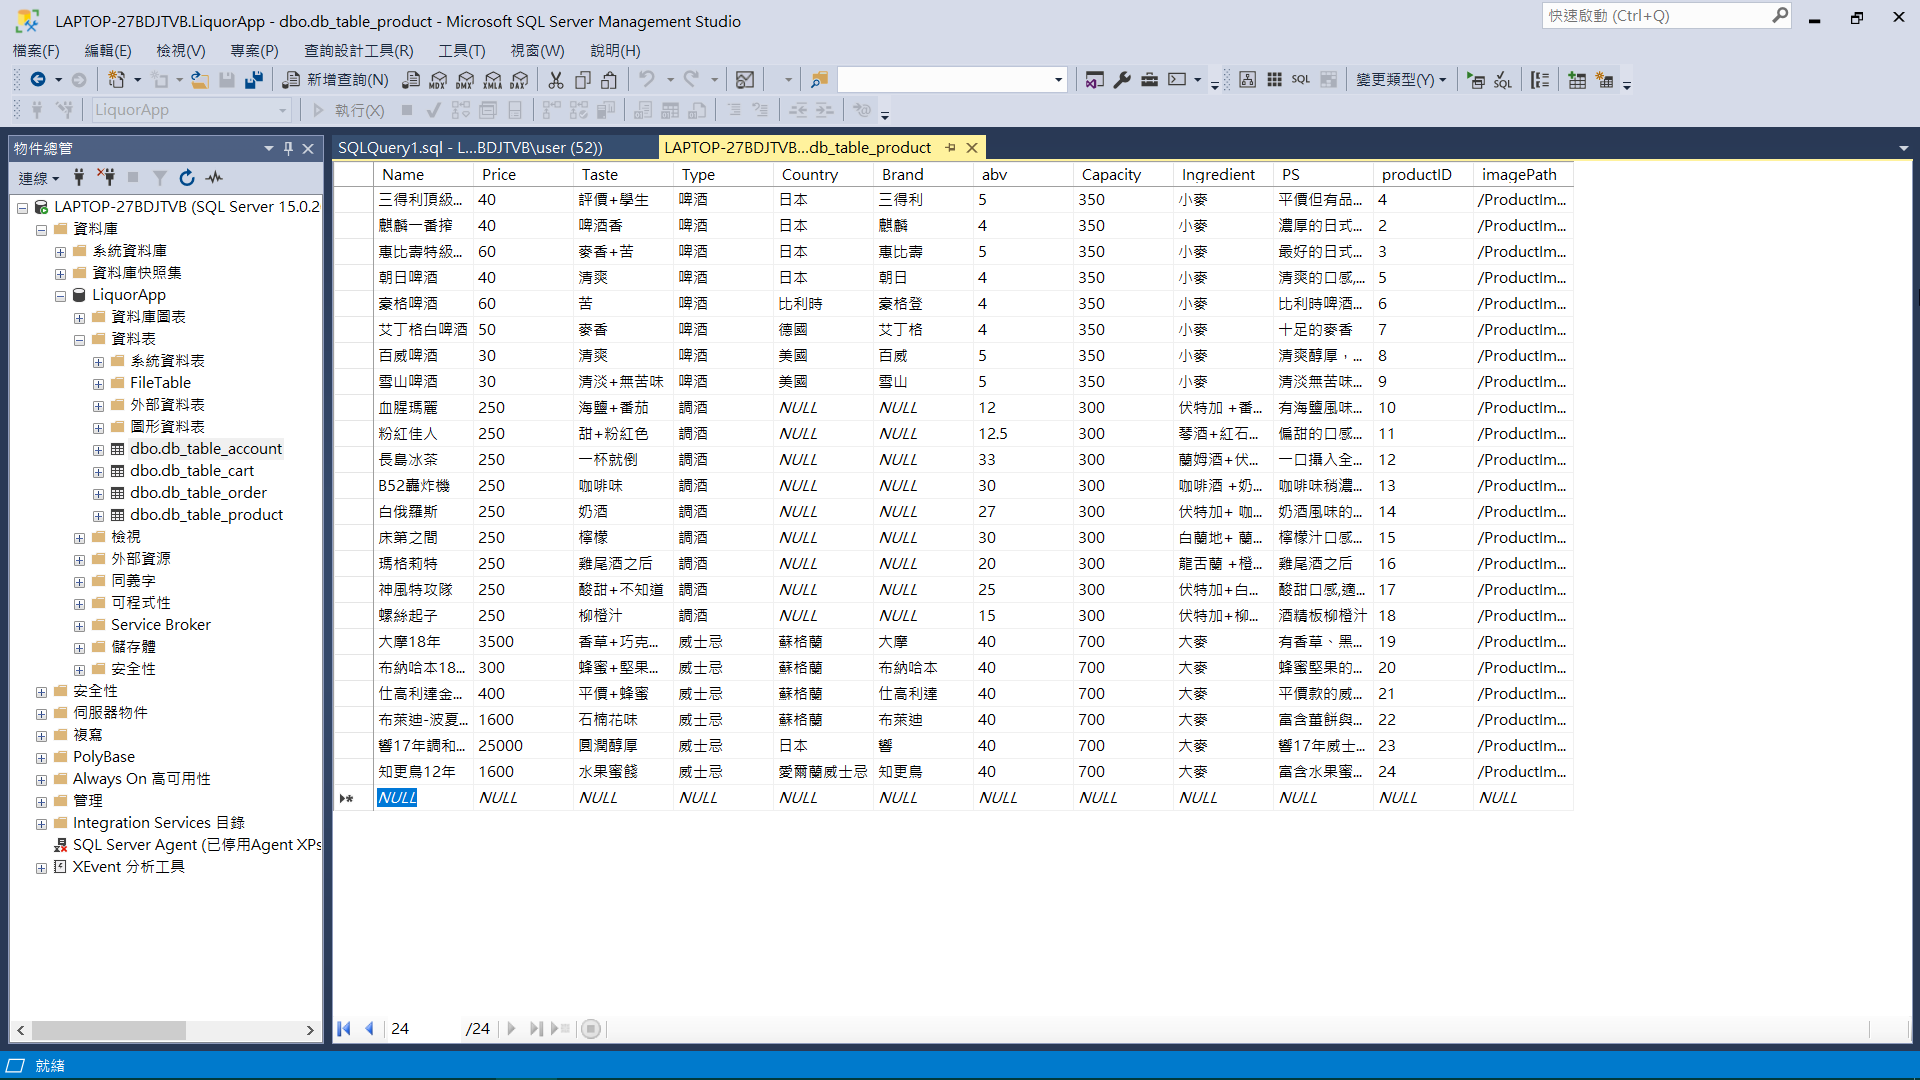 LAPTOP-27BDJTVB.LiquorApp - dbo.db_table_product - Microsoft SQL Server Management Studio
快速啟動 (Ctrl+Q)
檔案(F) 編輯(E) 檢視(V) 專案(P) 查詢設計工具(R) 工具(T) 視窗(W) 說明(H)
新增查詢(N) MDX DMX XMLA DAX SQL 變更類型(Y) SQL
LiquorApp 執行(X)
物件總管
連線
LAPTOP-27BDJTVB (SQL Server 15.0.20
資料庫
系統資料庫
資料庫快照集
LiquorApp
資料庫圖表
資料表
系統資料表
FileTable
外部資料表
圖形資料表
dbo.db_table_account
dbo.db_table_cart
dbo.db_table_order
dbo.db_table_product
檢視
外部資源
同義字
可程式性
Service Broker
儲存體
安全性
安全性
伺服器物件
複寫
PolyBase
Always On 高可用性
管理
Integration Services 目錄
SQL Server Agent (已停用Agent XPs
XEvent 分析工具
SQLQuery1.sql - L...BDJTVB\user (52)) LAPTOP-27BDJTVB...db_table_product
Name Price Taste Type Country Brand abv Capacity Ingredient PS productID imagePath
三得利頂級... 40 評價+學生 啤酒 日本 三得利 5 350 小麥 平價但有品... 4 /ProductIm...
麒麟一番搾 40 啤酒香 啤酒 日本 麒麟 4 350 小麥 濃厚的日式... 2 /ProductIm...
惠比壽特級... 60 麥香+苦 啤酒 日本 惠比壽 5 350 小麥 最好的日式... 3 /ProductIm...
朝日啤酒 40 清爽 啤酒 日本 朝日 4 350 小麥 清爽的口感,... 5 /ProductIm...
豪格啤酒 60 苦 啤酒 比利時 豪格登 4 350 小麥 比利時啤酒... 6 /ProductIm...
艾丁格白啤酒 50 麥香 啤酒 德國 艾丁格 4 350 小麥 十足的麥香 7 /ProductIm...
百威啤酒 30 清爽 啤酒 美國 百威 5 350 小麥 清爽醇厚，... 8 /ProductIm...
雪山啤酒 30 清淡+無苦味 啤酒 美國 雪山 5 350 小麥 清淡無苦味... 9 /ProductIm...
血腥瑪麗 250 海鹽+番茄 調酒 NULL NULL 12 300 伏特加 +番... 有海鹽風味... 10 /ProductIm...
粉紅佳人 250 甜+粉紅色 調酒 NULL NULL 12.5 300 琴酒+紅石... 偏甜的口感... 11 /ProductIm...
長島冰茶 250 一杯就倒 調酒 NULL NULL 33 300 蘭姆酒+伏... 一口攝入全... 12 /ProductIm...
B52轟炸機 250 咖啡味 調酒 NULL NULL 30 300 咖啡酒 +奶... 咖啡味稍濃... 13 /ProductIm...
白俄羅斯 250 奶酒 調酒 NULL NULL 27 300 伏特加+ 咖... 奶酒風味的... 14 /ProductIm...
床第之間 250 檸檬 調酒 NULL NULL 30 300 白蘭地+ 蘭... 檸檬汁口感... 15 /ProductIm...
瑪格莉特 250 雞尾酒之后 調酒 NULL NULL 20 300 龍舌蘭 +橙... 雞尾酒之后 16 /ProductIm...
神風特攻隊 250 酸甜+不知道 調酒 NULL NULL 25 300 伏特加+白... 酸甜口感,適... 17 /ProductIm...
螺絲起子 250 柳橙汁 調酒 NULL NULL 15 300 伏特加+柳... 酒精板柳橙汁 18 /ProductIm...
大摩18年 3500 香草+巧克... 威士忌 蘇格蘭 大摩 40 700 大麥 有香草、黑... 19 /ProductIm...
布納哈本18... 300 蜂蜜+堅果... 威士忌 蘇格蘭 布納哈本 40 700 大麥 蜂蜜堅果的... 20 /ProductIm...
仕高利達金... 400 平價+蜂蜜 威士忌 蘇格蘭 仕高利達 40 700 大麥 平價款的威... 21 /ProductIm...
布萊迪-波夏... 1600 石楠花味 威士忌 蘇格蘭 布萊迪 40 700 大麥 富含薑餅與... 22 /ProductIm...
響17年調和... 25000 圓潤醇厚 威士忌 日本 響 40 700 大麥 響17年威士... 23 /ProductIm...
知更鳥12年 1600 水果蜜餞 威士忌 愛爾蘭威士忌 知更鳥 40 700 大麥 富含水果蜜... 24 /ProductIm...
NULL NULL NULL NULL NULL NULL NULL NULL NULL NULL NULL NULL
24 /24
就緒